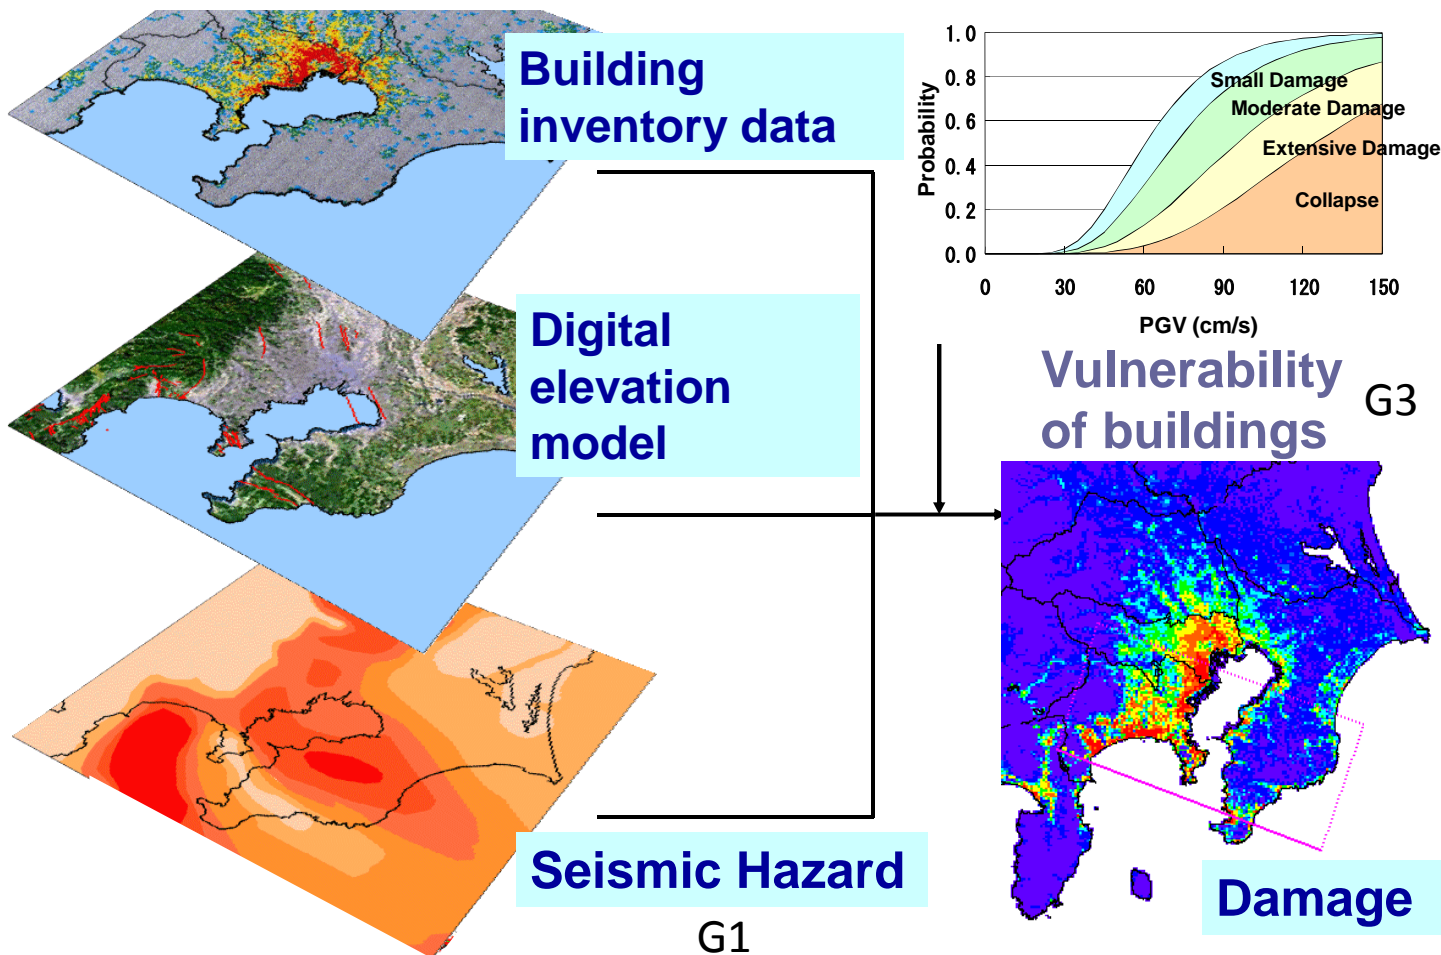 Building
inventory data
Digital
elevation
model
Seismic Hazard
G1
Probability
1.0
0.8
0.6
0.4
0.2
0.0
Small Damage
Moderate Damage
Extensive Damage
Collapse
0 30 60 90 120 150
PGV (cm/s)
Vulnerability
of buildings
G3
Damage